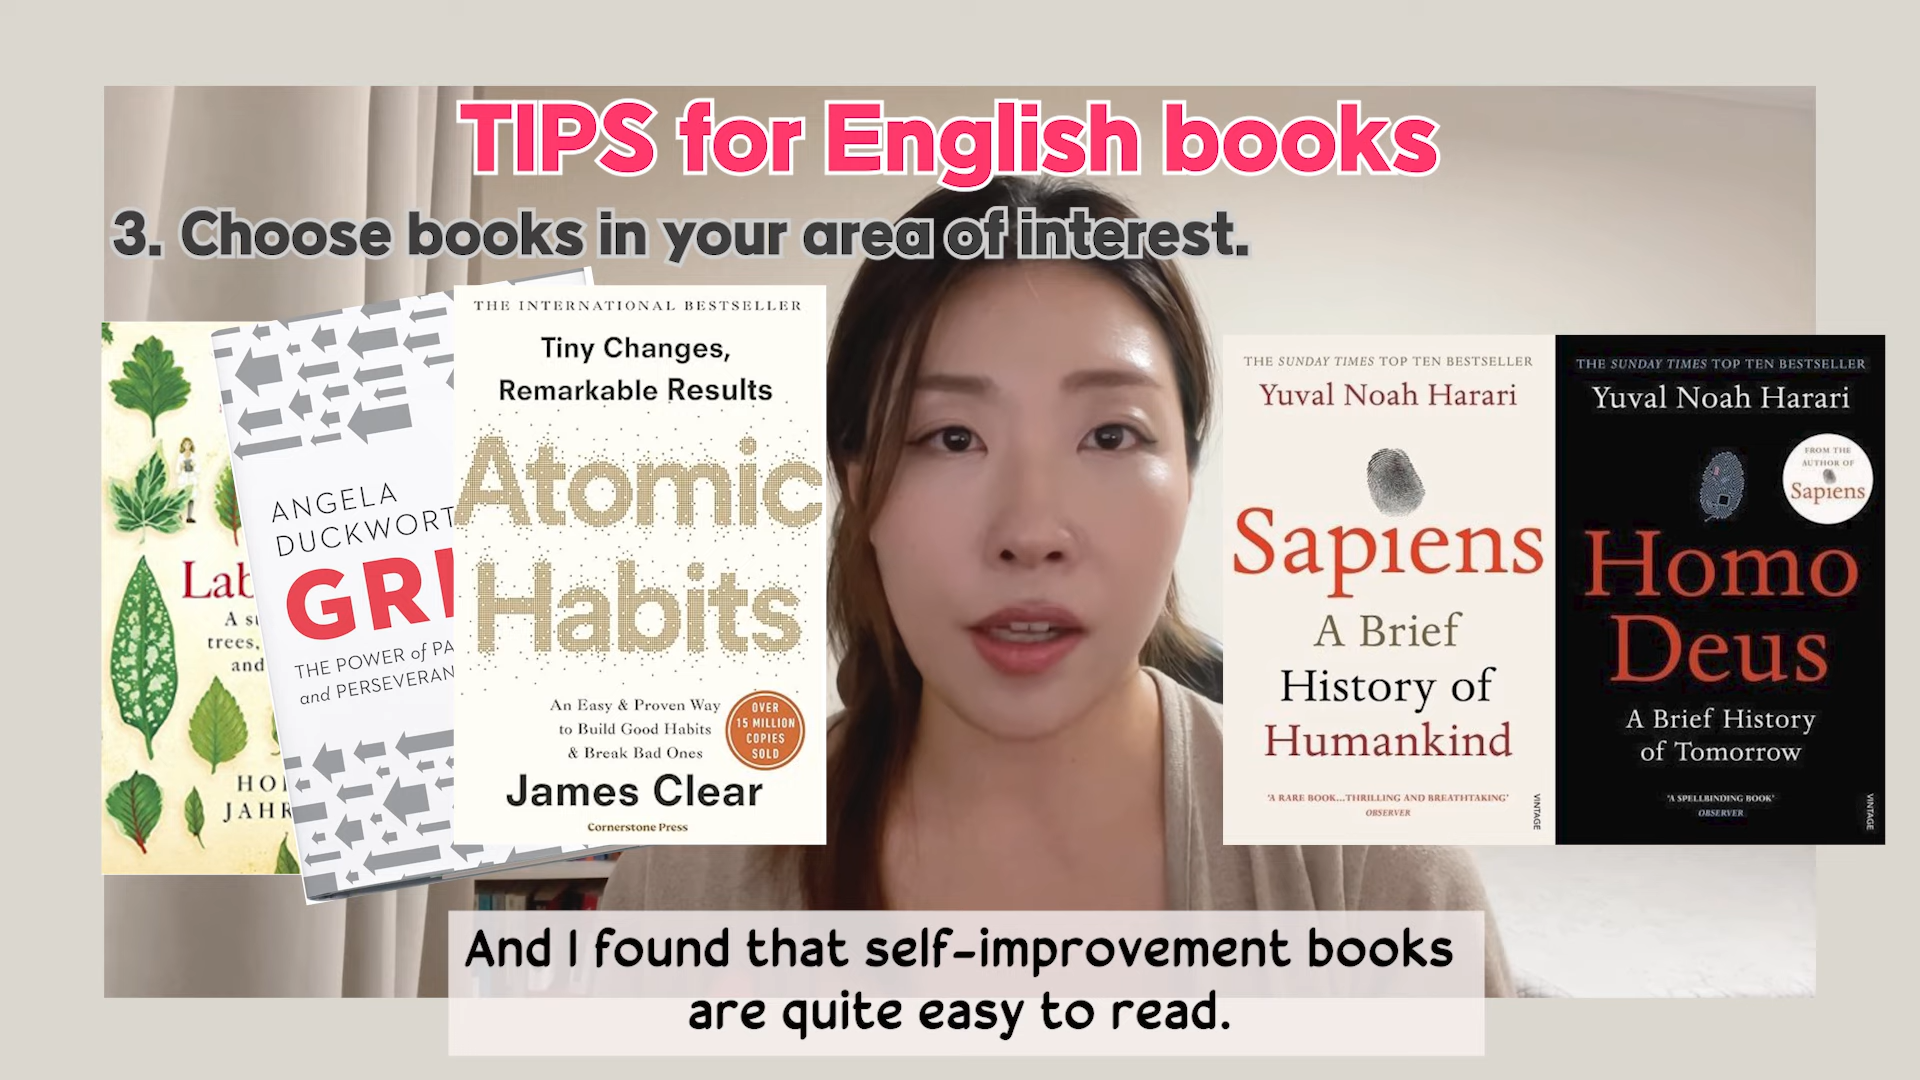 TIPS for English books
3. Choose books in your area of interest.
Lab
A
trees,
and
HO
JAHR
ANGELA
DUCKWORT
GRI
THE POWER of PA
and PERSEVERAN
THE INTERNATIONAL BESTSELLER
Tiny Changes,
Remarkable Results
Atomic
Habits
An Easy & Proven Way
to Build Good Habits
& Break Bad Ones
OVER
15 MILLION
COPIES
SOLD
James Clear
Cornerstone Press
THE SUNDAY TIMES TOP TEN BESTSELLER
Yuval Noah Harari
Sapiens
A Brief
History of
Humankind
'A RARE BOOK...THRILLING AND BREATHTAKING'
OBSERVER
VINTAGE
THE SUNDAY TIMES TOP TEN BESTSELLER
Yuval Noah Harari
FROM THE
AUTHOR OF
Sapiens
Homo
Deus
A Brief History
of Tomorrow
'A SPELLBINDING BOOK'
OBSERVER
VINTAGE
And I found that self-improvement books
are quite easy to read.